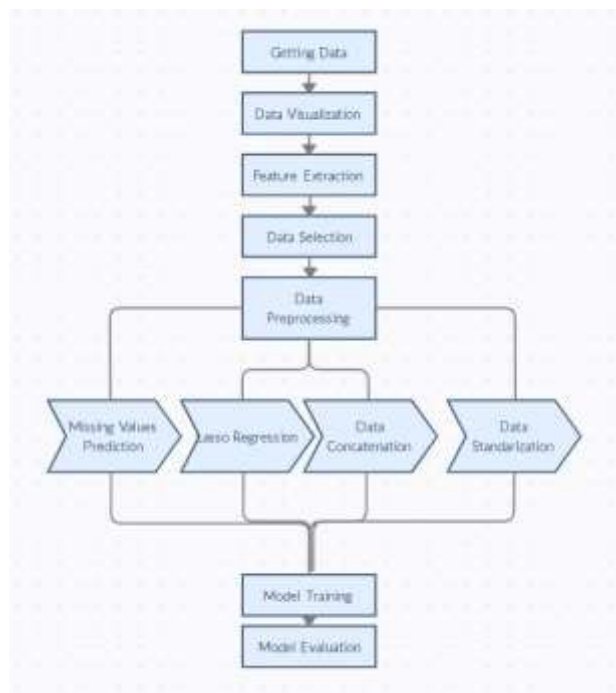 Getting Data
Data Visualization
Feature Extraction
Data Selection
Data
Preprocessing
Missing Values
Prediction
Lasso Regression
Data
Concatenation
Data
Standarization
Model Training
Model Evaluation